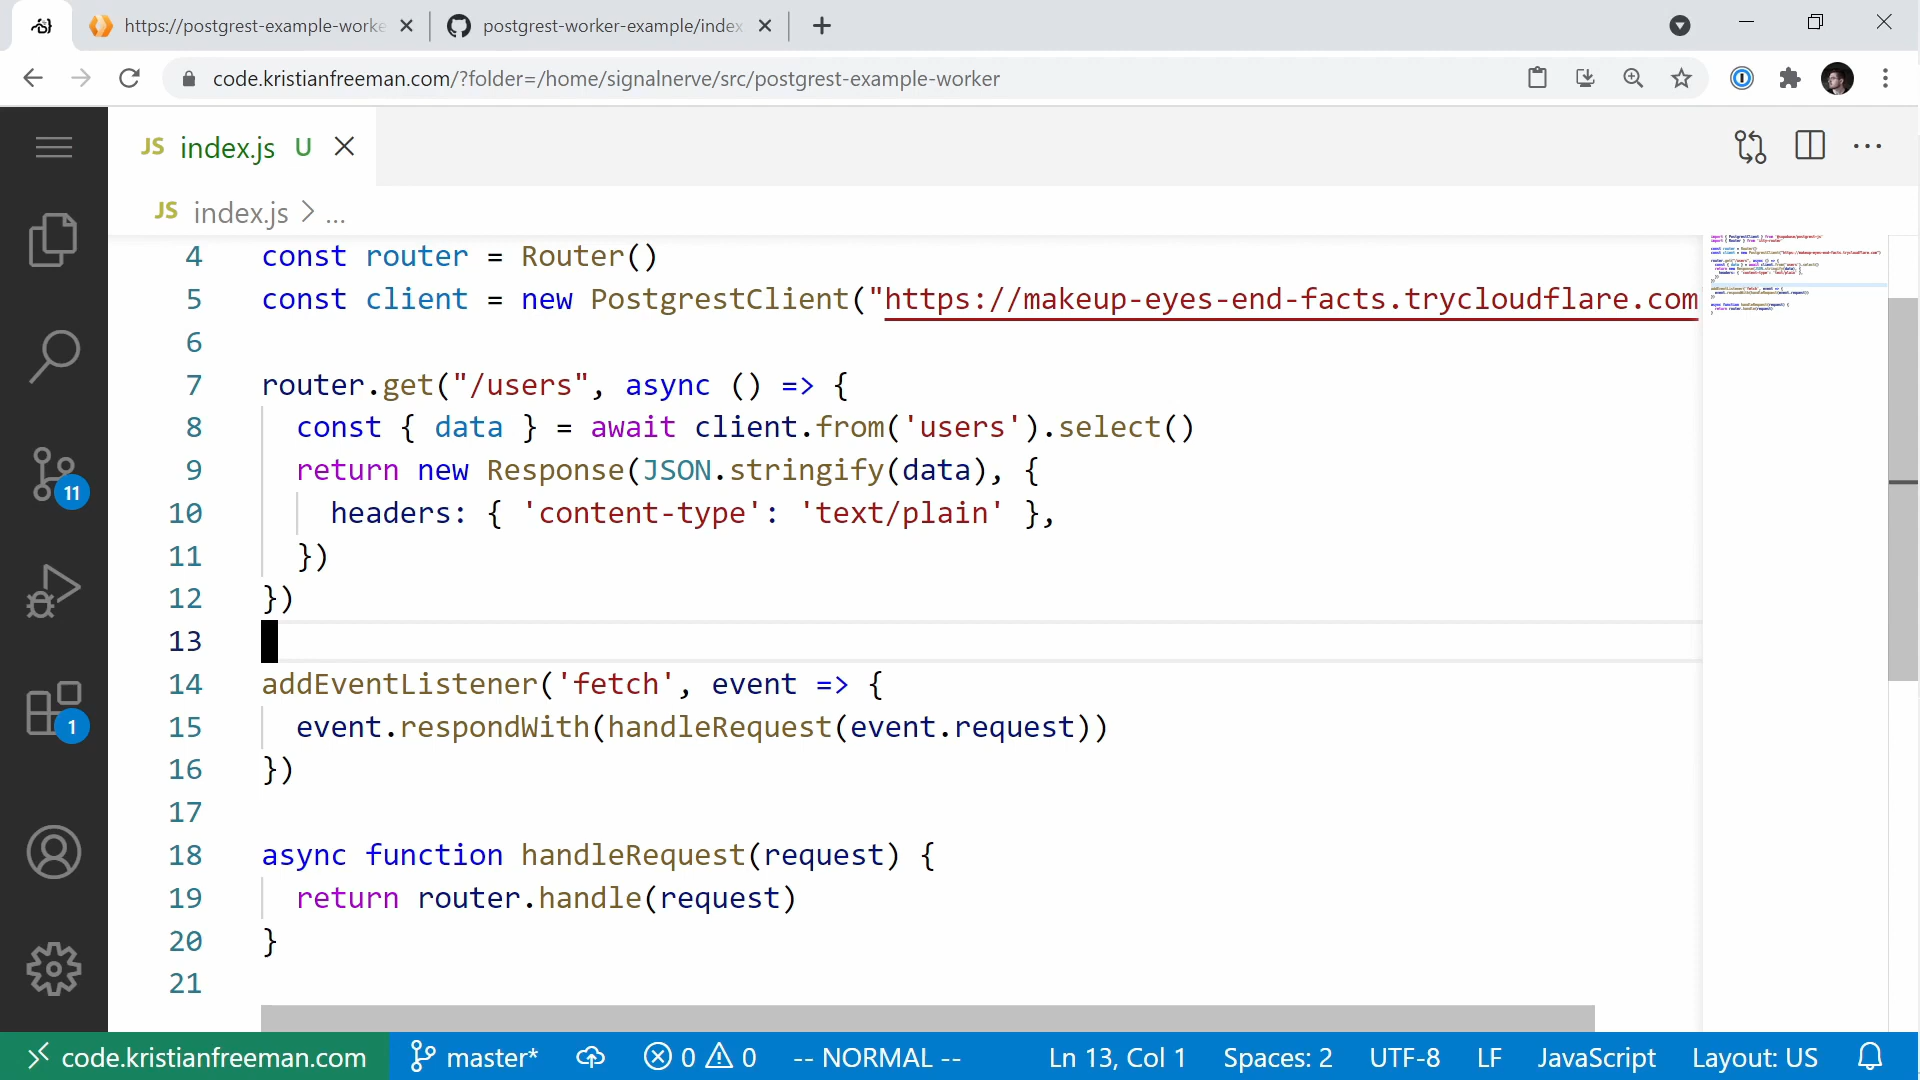 https://postgrest-example-worke
postgrest-worker-example/index
code.kristianfreeman.com/?folder=/home/signalnerve/src/postgrest-example-worker
JS index.js U
JS index.js > ...
4 const router = Router()
5 const client = new PostgrestClient("https://makeup-eyes-end-facts.trycloudflare.com
6
7 router.get("/users", async () => {
8 const { data } = await client.from('users').select()
9 return new Response(JSON.stringify(data), {
10 headers: { 'content-type': 'text/plain' },
11 })
12 })
13
14 addEventListener('fetch', event => {
15 event.respondWith(handleRequest(event.request))
16 })
17
18 async function handleRequest(request) {
19 return router.handle(request)
20 }
21
11
1
code.kristianfreeman.com master* 0 0 -- NORMAL -- Ln 13, Col 1 Spaces: 2 UTF-8 LF JavaScript Layout: US